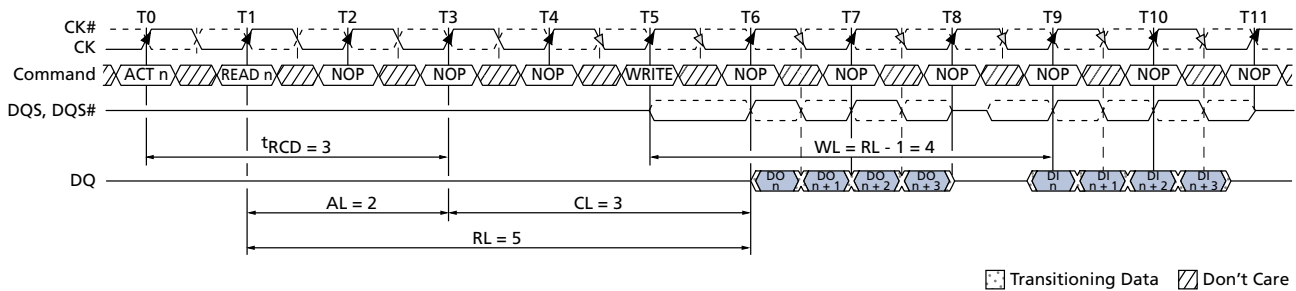 T0 T1 T2 T3 T4 T5 T6 T7 T8 T9 T10 T11
CK#
CK
Command ACT n READ n NOP NOP NOP WRITE NOP NOP NOP NOP NOP NOP
DQS, DQS#
tRCD = 3 WL = RL - 1 = 4
DQ DO n DO n + 1 DO n + 2 DO n + 3 DI n DI n + 1 DI n + 2 DI n + 3
AL = 2 CL = 3
RL = 5
Transitioning Data Don't Care